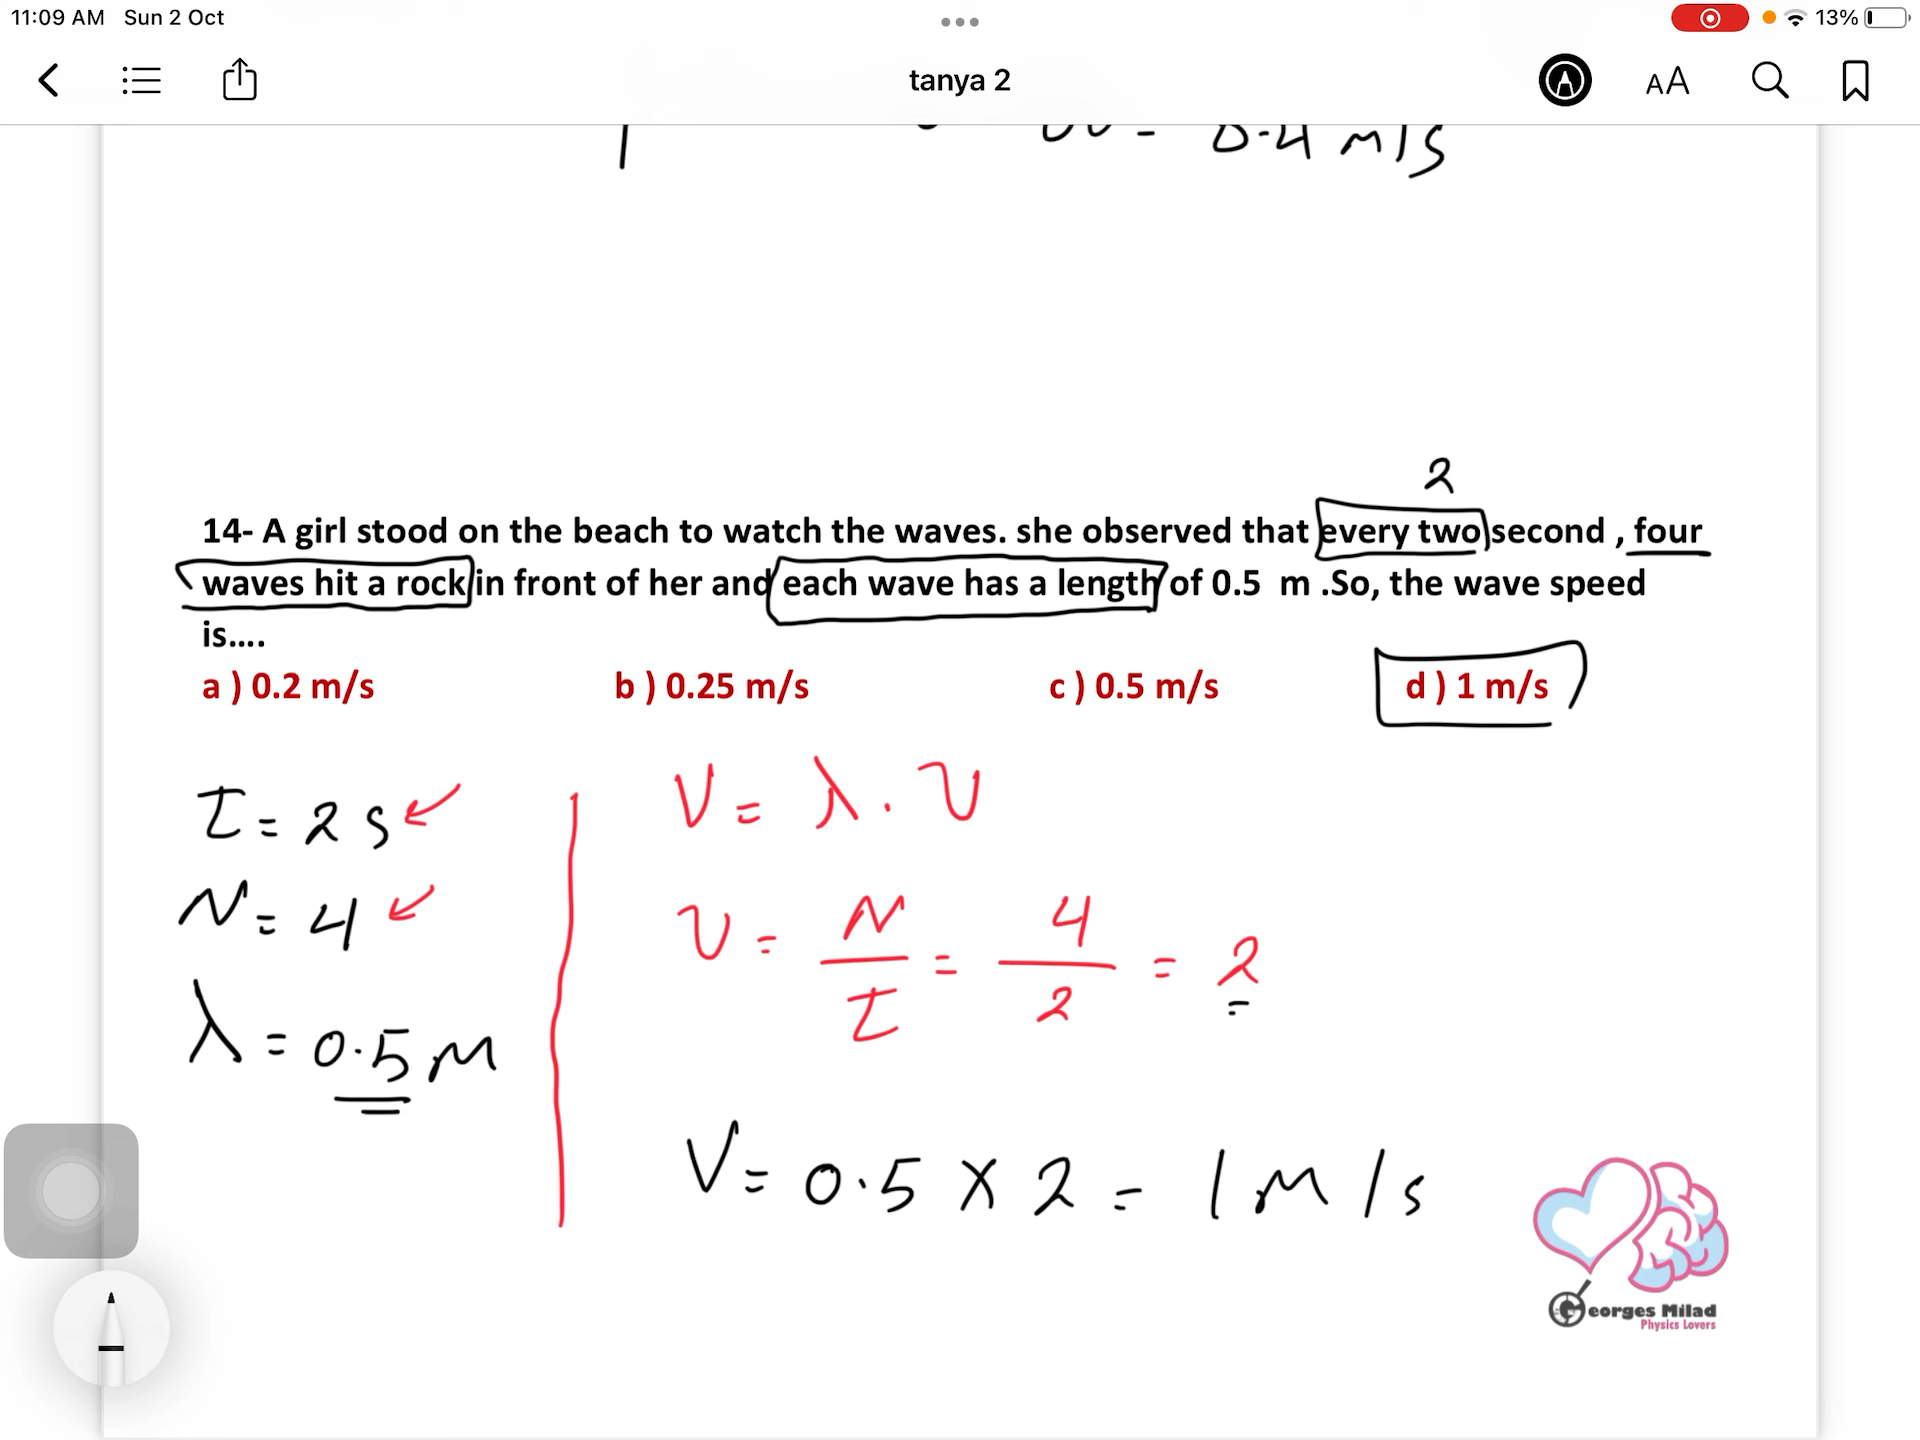 11:09 AM Sun 2 Oct
13%
tanya 2
AA
0.4 m/s
2
14- A girl stood on the beach to watch the waves. she observed that every two second , four
waves hit a rock in front of her and each wave has a length of 0.5 m .So, the wave speed
is....
a ) 0.2 m/s b ) 0.25 m/s c ) 0.5 m/s d ) 1 m/s
t = 2 s
N = 4
λ = 0.5 m
V = λ . ν
ν = N/t = 4/2 = 2
V = 0.5 × 2 = 1 m/s
Georges Milad
Physics Lovers